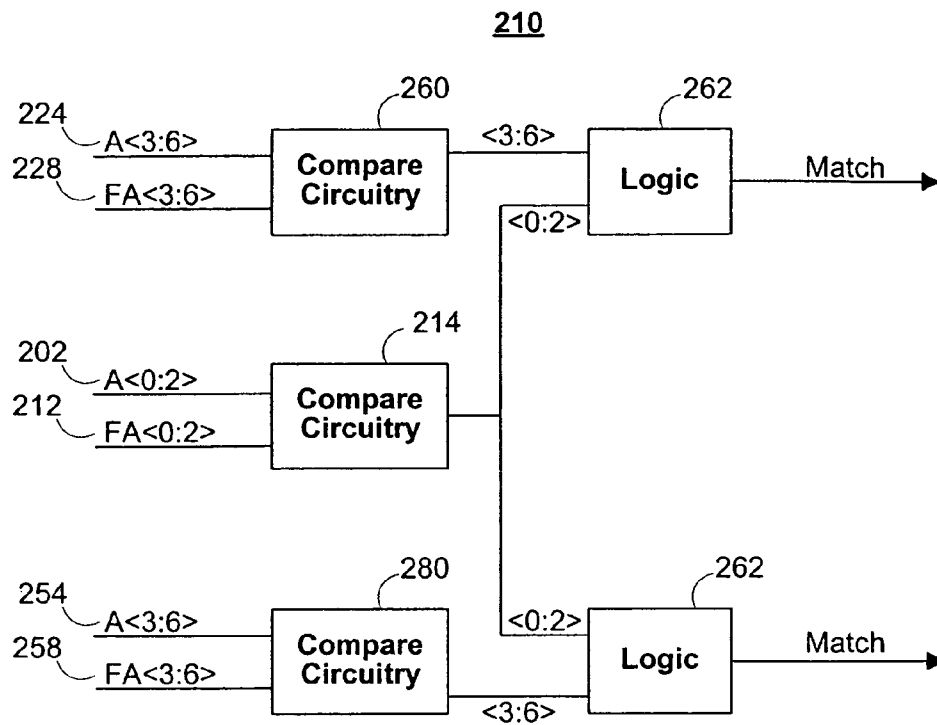 210
260
262
224
A<3:6>
<3:6>
228
Compare
Circuitry
Logic
Match
FA<3:6>
<0:2>
214
202
A<0:2>
212
Compare
Circuitry
FA<0:2>
280
262
254
A<3:6>
<0:2>
258
Compare
Circuitry
Logic
Match
FA<3:6>
<3:6>